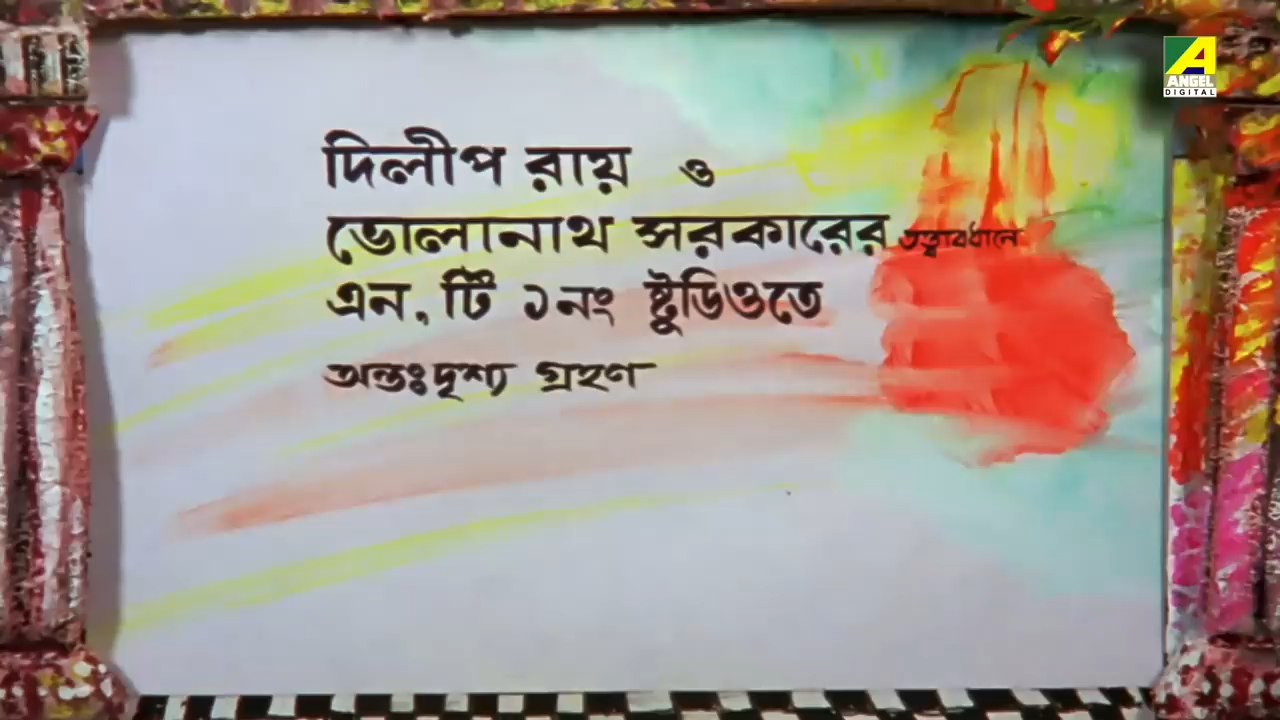 দিলীপ রায় ও
ভোলানাথ সরকারের তত্ত্বাবধানে
এন. টি ১নং ষ্টুডিওতে
অন্তঃদৃশ্য গ্রহণ
A
ANGEL
DIGITAL